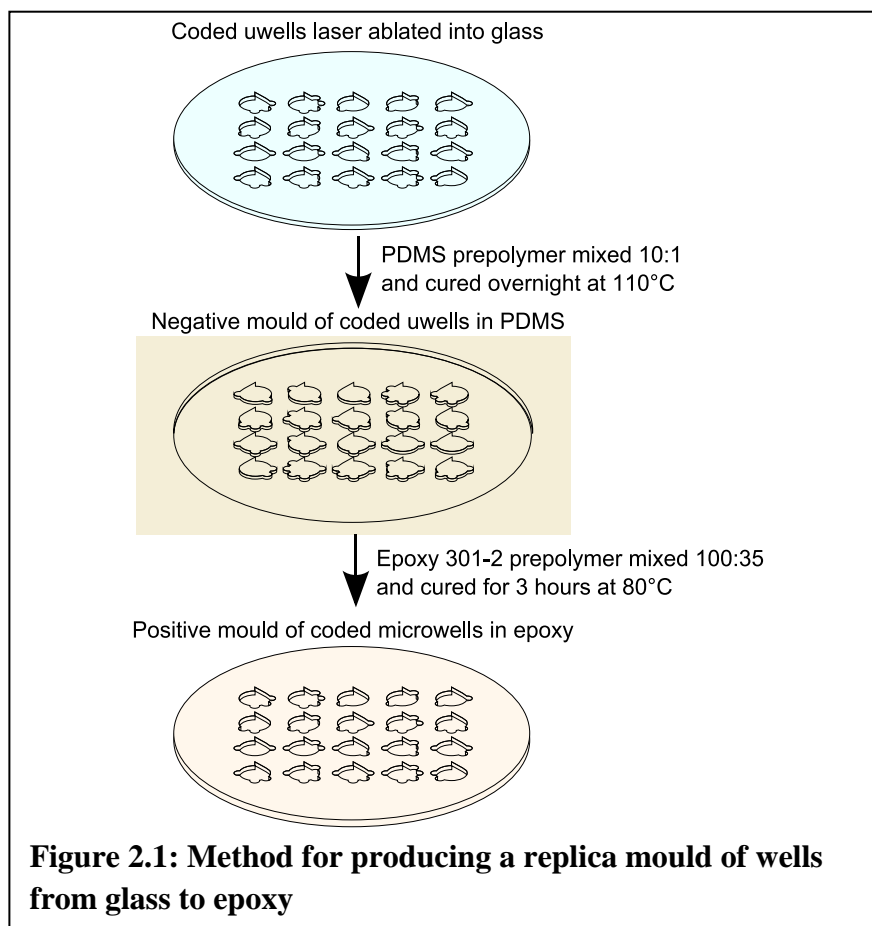 Coded uwells laser ablated into glass
PDMS prepolymer mixed 10:1
and cured overnight at 110°C
Negative mould of coded uwells in PDMS
Epoxy 301-2 prepolymer mixed 100:35
and cured for 3 hours at 80°C
Positive mould of coded microwells in epoxy
Figure 2.1: Method for producing a replica mould of wells
from glass to epoxy